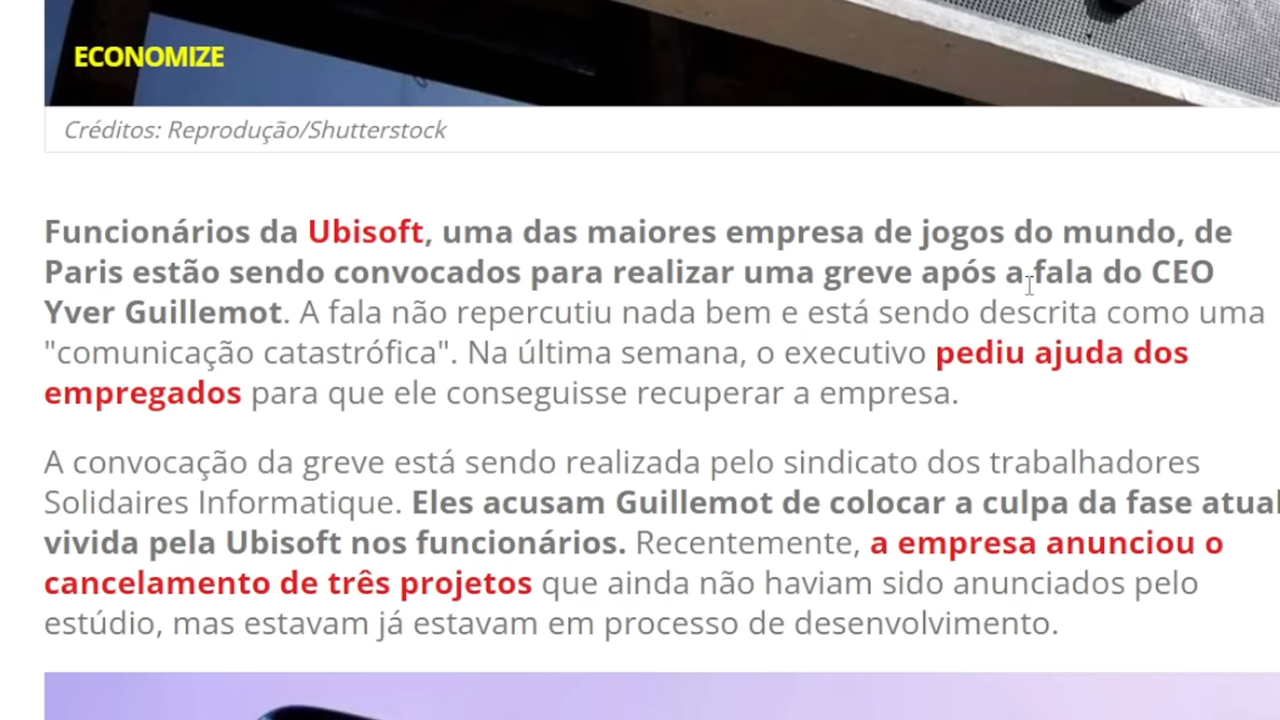 ECONOMIZE
Créditos: Reprodução/Shutterstock
Funcionários da Ubisoft, uma das maiores empresa de jogos do mundo, de
Paris estão sendo convocados para realizar uma greve após a fala do CEO
Yver Guillemot. A fala não repercutiu nada bem e está sendo descrita como uma
"comunicação catastrófica". Na última semana, o executivo pediu ajuda dos
empregados para que ele conseguisse recuperar a empresa.
A convocação da greve está sendo realizada pelo sindicato dos trabalhadores
Solidaires Informatique. Eles acusam Guillemot de colocar a culpa da fase atual
vivida pela Ubisoft nos funcionários. Recentemente, a empresa anunciou o
cancelamento de três projetos que ainda não haviam sido anunciados pelo
estúdio, mas estavam já estavam em processo de desenvolvimento.